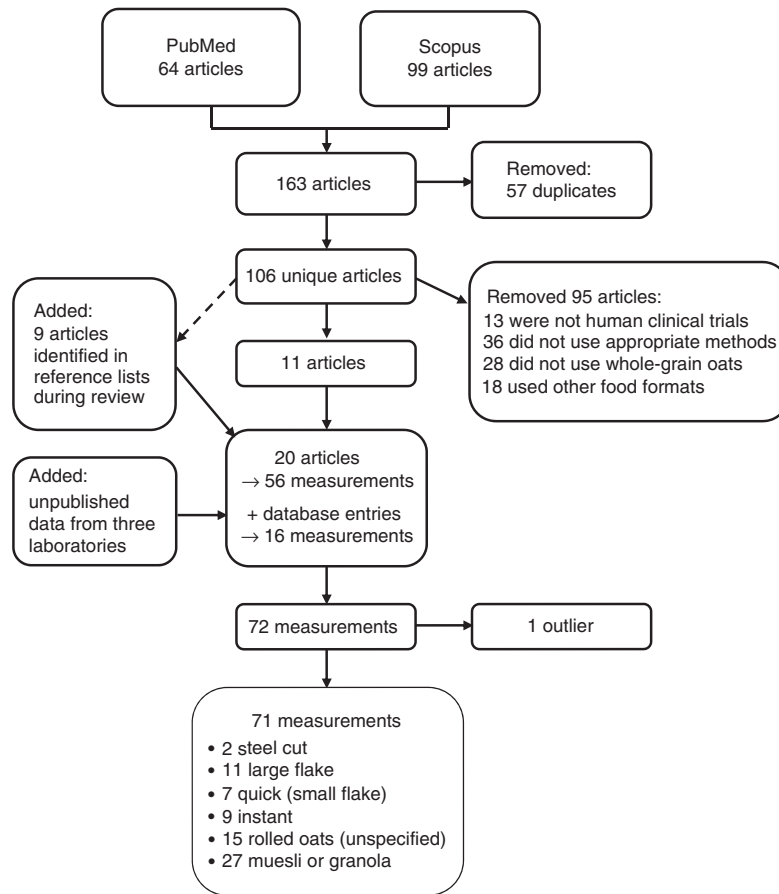 PubMed
64 articles
Scopus
99 articles
163 articles
Removed:
57 duplicates
106 unique articles
Added:
9 articles
identified in
reference lists
during review
Removed 95 articles:
13 were not human clinical trials
36 did not use appropriate methods
28 did not use whole-grain oats
18 used other food formats
11 articles
20 articles
→ 56 measurements
+ database entries
→ 16 measurements
Added:
unpublished
data from three
laboratories
72 measurements
1 outlier
71 measurements
• 2 steel cut
• 11 large flake
• 7 quick (small flake)
• 9 instant
• 15 rolled oats (unspecified)
• 27 muesli or granola